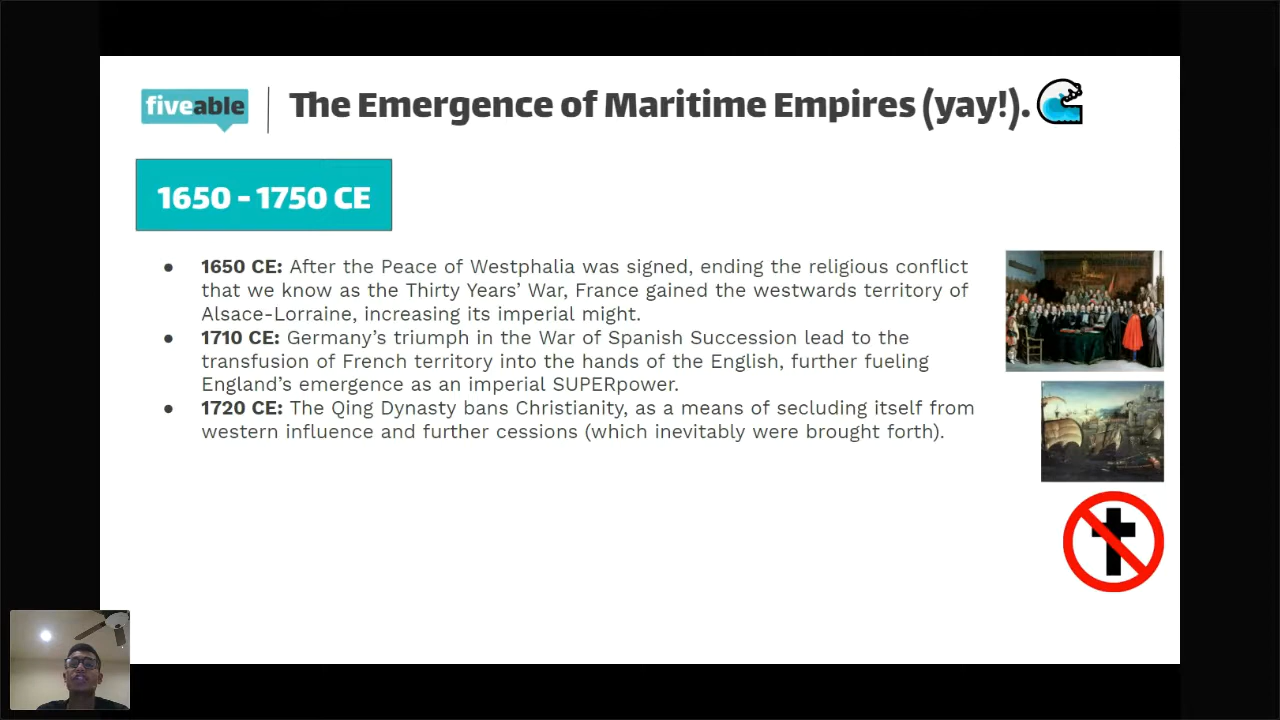 fiveable
The Emergence of Maritime Empires (yay!).
1650 - 1750 CE
● 1650 CE: After the Peace of Westphalia was signed, ending the religious conflict
that we know as the Thirty Years’ War, France gained the westwards territory of
Alsace-Lorraine, increasing its imperial might.
● 1710 CE: Germany’s triumph in the War of Spanish Succession lead to the
transfusion of French territory into the hands of the English, further fueling
England’s emergence as an imperial SUPERpower.
● 1720 CE: The Qing Dynasty bans Christianity, as a means of secluding itself from
western influence and further cessions (which inevitably were brought forth).